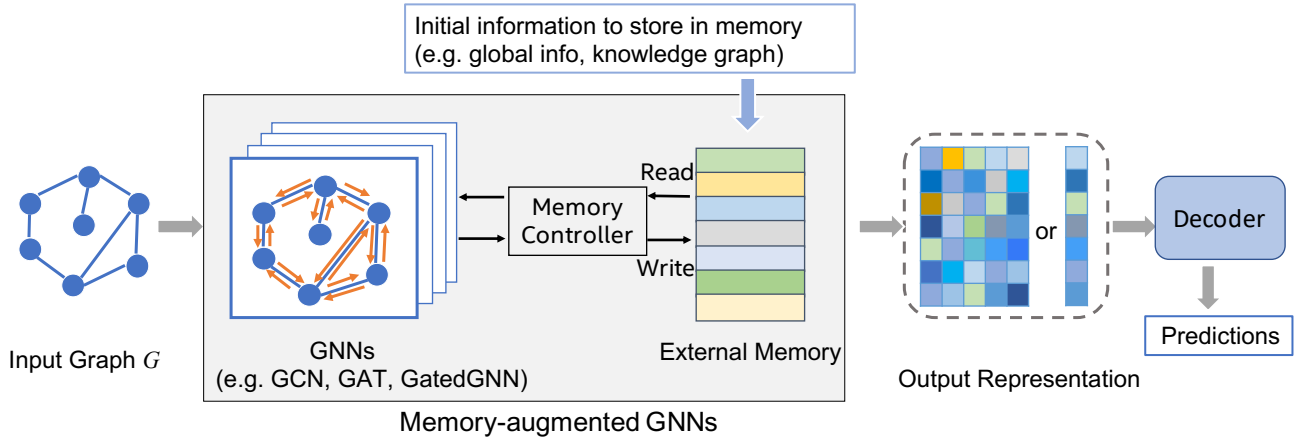 Initial information to store in memory
(e.g. global info, knowledge graph)
Read
Memory
Controller
Write
or
Decoder
Predictions
Input Graph G
GNNs
(e.g. GCN, GAT, GatedGNN)
External Memory
Output Representation
Memory-augmented GNNs